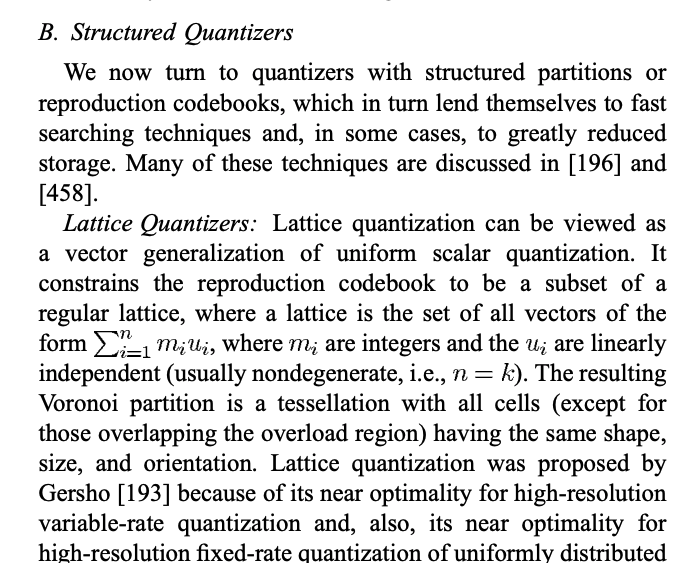 B. Structured Quantizers
We now turn to quantizers with structured partitions or
reproduction codebooks, which in turn lend themselves to fast
searching techniques and, in some cases, to greatly reduced
storage. Many of these techniques are discussed in [196] and
[458].
Lattice Quantizers: Lattice quantization can be viewed as
a vector generalization of uniform scalar quantization. It
constrains the reproduction codebook to be a subset of a
regular lattice, where a lattice is the set of all vectors of the
form ∑ⁿᵢ₌₁ mᵢuᵢ, where mᵢ are integers and the uᵢ are linearly
independent (usually nondegenerate, i.e., n = k). The resulting
Voronoi partition is a tessellation with all cells (except for
those overlapping the overload region) having the same shape,
size, and orientation. Lattice quantization was proposed by
Gersho [193] because of its near optimality for high-resolution
variable-rate quantization and, also, its near optimality for
high-resolution fixed-rate quantization of uniformly distributed